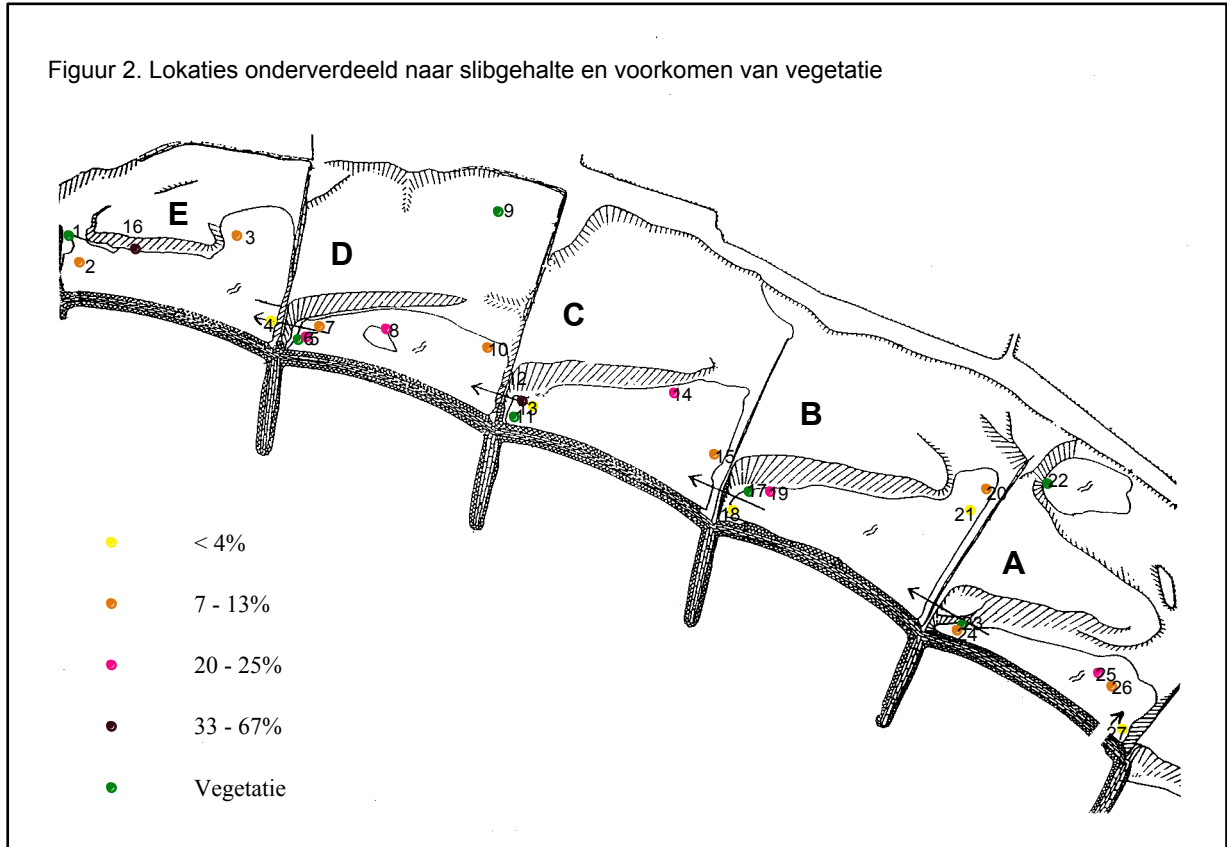 Figuur 2. Lokaties onderverdeeld naar slibgehalte en voorkomen van vegetatie
E
1
16
3
2
D
9
4
7
6
5
8
10
C
12
13
11
14
15
B
17
19
18
20
21
22
A
23
24
25
26
27
< 4%
7 - 13%
20 - 25%
33 - 67%
Vegetatie